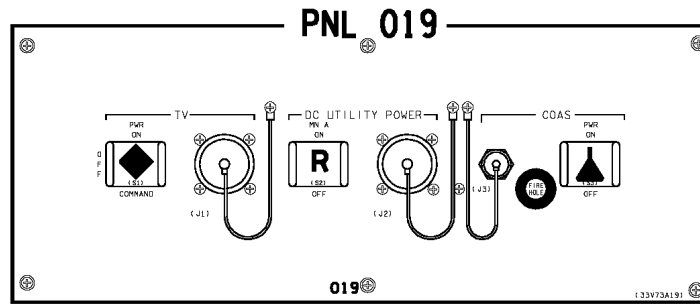 PNL 019
TV
DC UTILITY POWER
COAS
PWR
ON
MN A
ON
PWR
ON
OFF
R
(S1)
(S2)
(S3)
COMMAND
OFF
OFF
(J1)
(J2)
(J3)
FIRE
HOLE
019
(33V73A19)